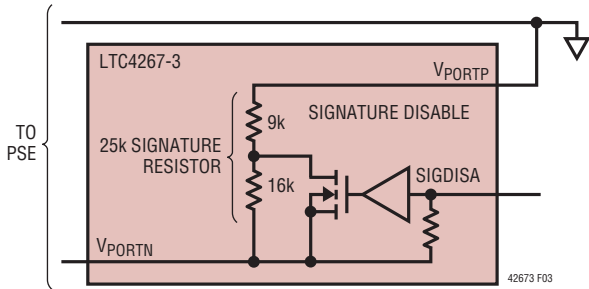 LTC4267-3
VPORTP
9k
SIGNATURE DISABLE
TO
PSE
25k SIGNATURE
RESISTOR
16k
SIGDISA
VPORTN
42673 F03